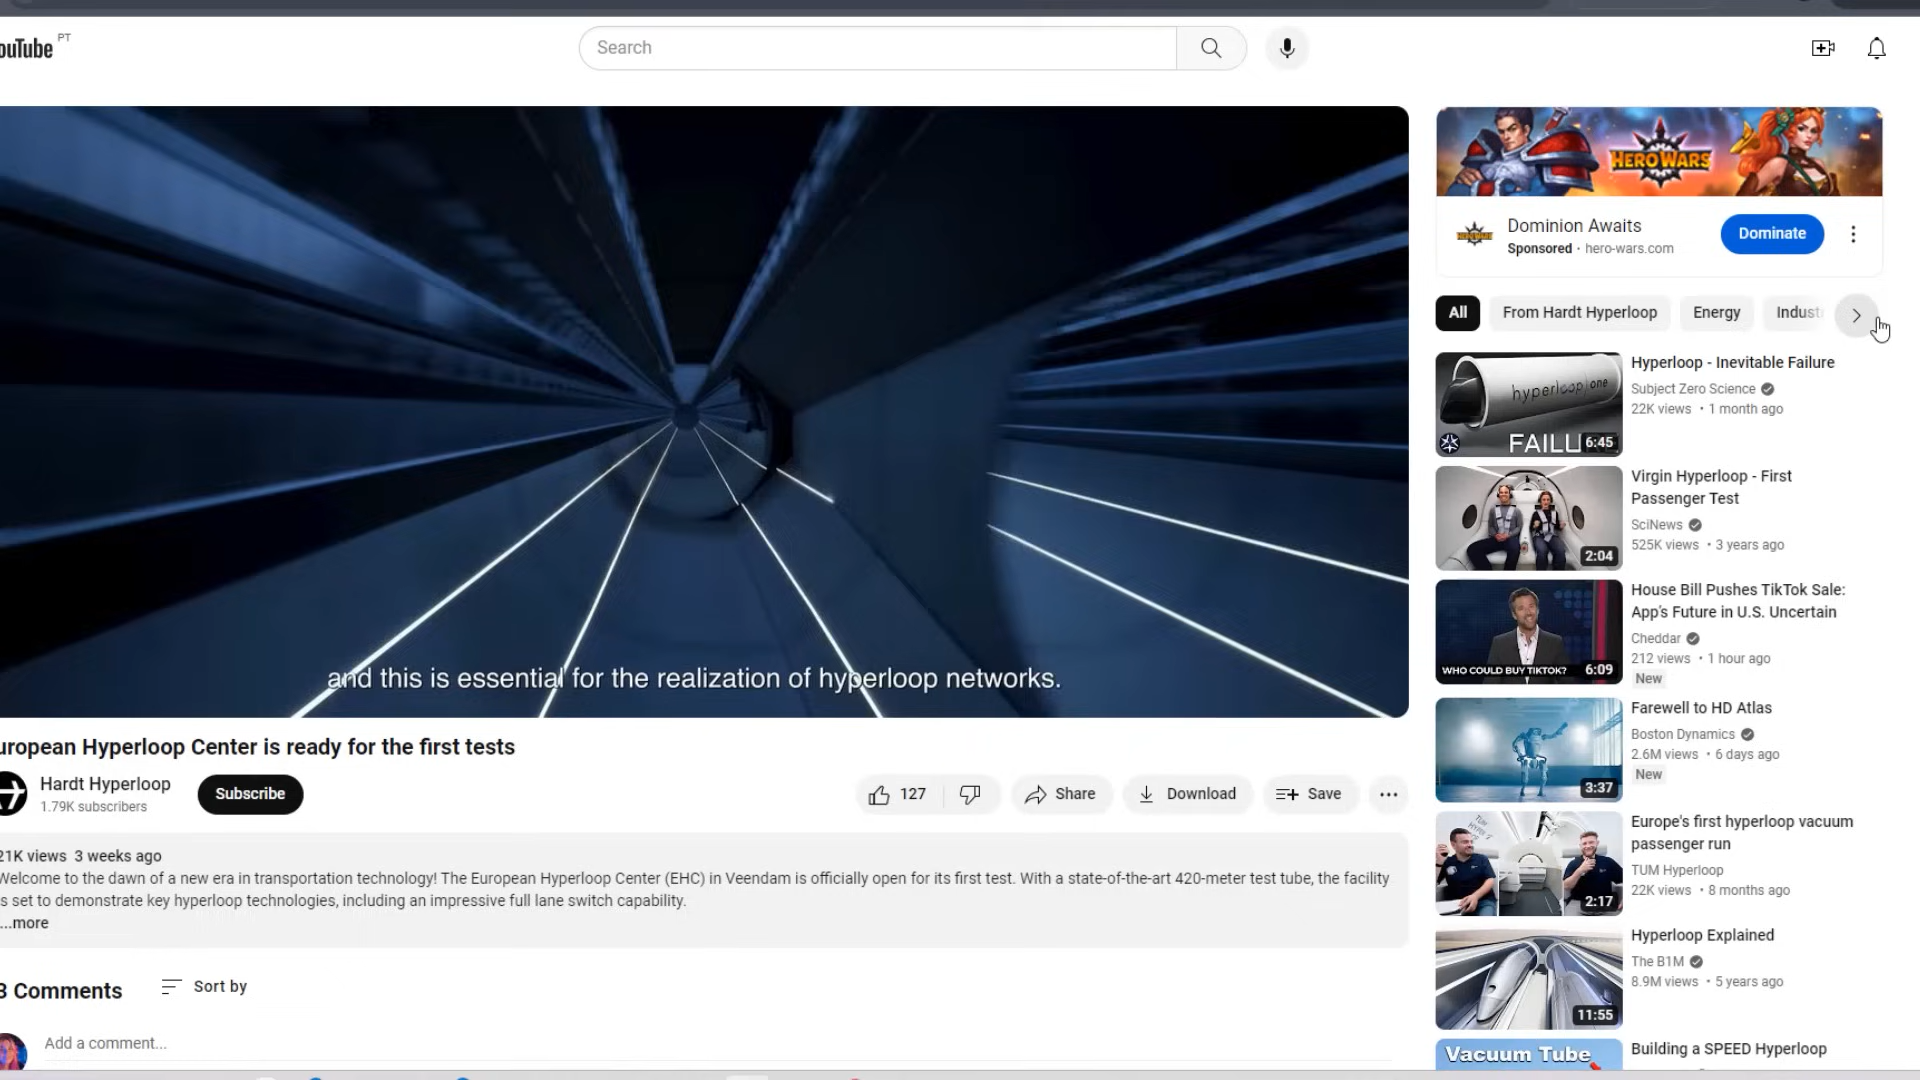 ouTube PT
Search
HERO WARS
Dominion Awaits
Sponsored · hero-wars.com
Dominate
All
From Hardt Hyperloop
Energy
Indust
hyperloop one
FAILU
6:45
Hyperloop - Inevitable Failure
Subject Zero Science
22K views • 1 month ago
2:04
Virgin Hyperloop - First
Passenger Test
SciNews
525K views • 3 years ago
WHO COULD BUY TIKTOK?
6:09
House Bill Pushes TikTok Sale:
App's Future in U.S. Uncertain
Cheddar
212 views • 1 hour ago
New
3:37
Farewell to HD Atlas
Boston Dynamics
2.6M views • 6 days ago
New
2:17
Europe's first hyperloop vacuum
passenger run
TUM Hyperloop
22K views • 8 months ago
11:55
Hyperloop Explained
The B1M
8.9M views • 5 years ago
Vacuum Tube
Building a SPEED Hyperloop
and this is essential for the realization of hyperloop networks.
uropean Hyperloop Center is ready for the first tests
Hardt Hyperloop
1.79K subscribers
Subscribe
127
Share
Download
Save
21K views 3 weeks ago
Welcome to the dawn of a new era in transportation technology! The European Hyperloop Center (EHC) in Veendam is officially open for its first test. With a state-of-the-art 420-meter test tube, the facility
s set to demonstrate key hyperloop technologies, including an impressive full lane switch capability.
...more
3 Comments
Sort by
Add a comment...